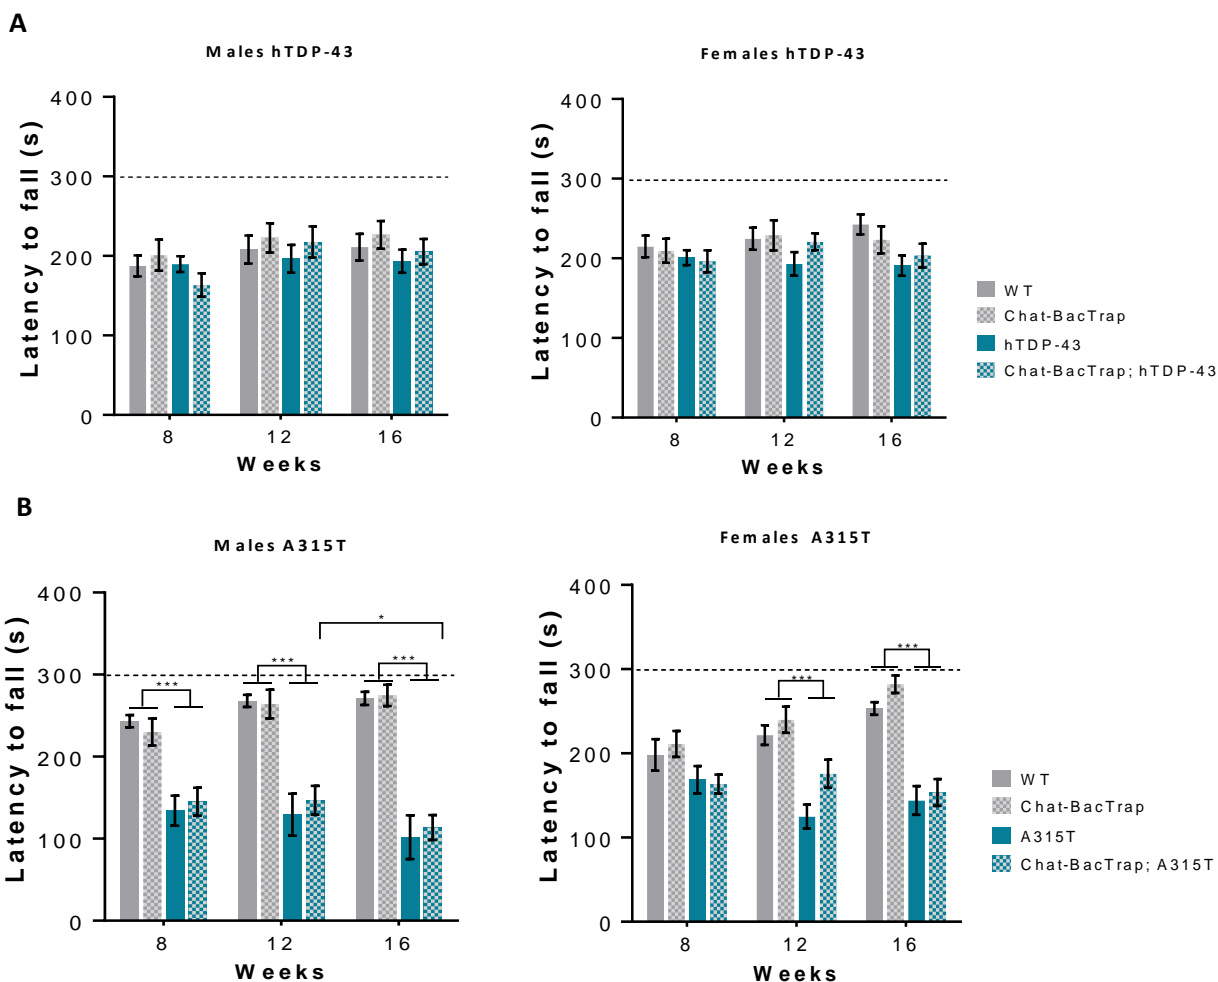 A
Males hTDP-43
Females hTDP-43
Latency to fall (s)
400
300
200
100
0
8
12
16
Weeks
Latency to fall (s)
400
300
200
100
0
8
12
16
Weeks
WT
Chat-BacTrap
hTDP-43
Chat-BacTrap; hTDP-43
B
Males A315T
Females A315T
Latency to fall (s)
400
300
200
100
0
***
***
***
*
8
12
16
Weeks
Latency to fall (s)
400
300
200
100
0
***
***
8
12
16
Weeks
WT
Chat-BacTrap
A315T
Chat-BacTrap; A315T